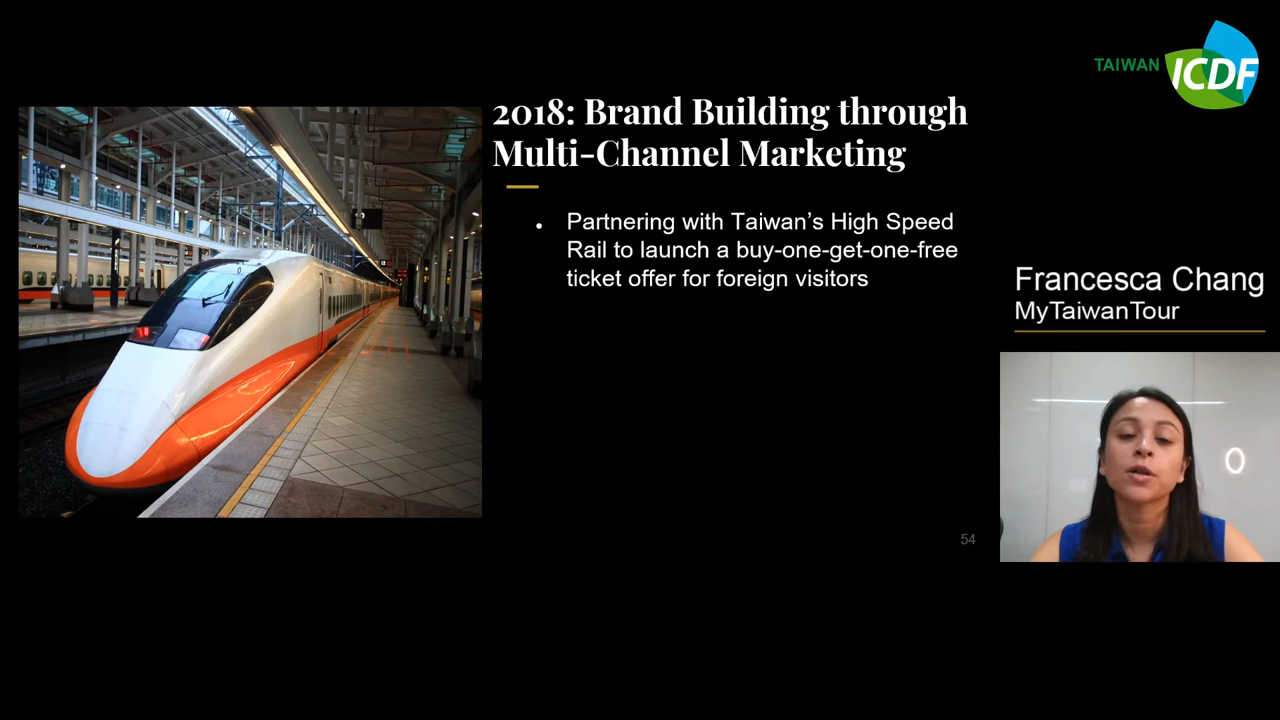 TAIWAN ICDF
2018: Brand Building through
Multi-Channel Marketing
• Partnering with Taiwan’s High Speed
Rail to launch a buy-one-get-one-free
ticket offer for foreign visitors
Francesca Chang
MyTaiwanTour
54